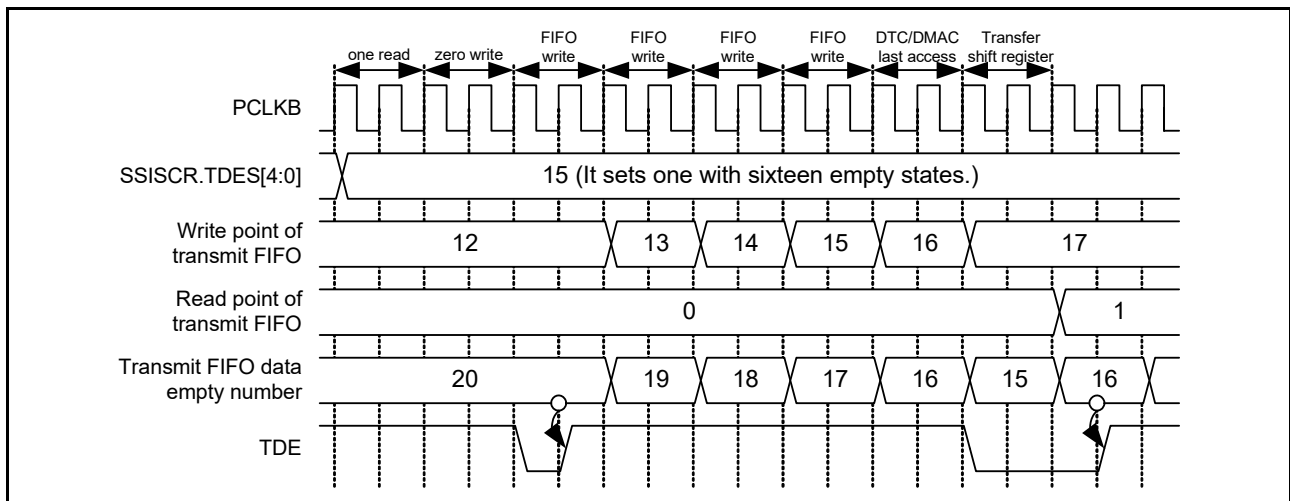 one read zero write FIFO write FIFO write FIFO write FIFO write DTC/DMAC last access Transfer shift register
PCLKB
SSISCR.TDES[4:0] 15 (It sets one with sixteen empty states.)
Write point of transmit FIFO 12 13 14 15 16 17
Read point of transmit FIFO 0 1
Transmit FIFO data empty number 20 19 18 17 16 15 16
TDE